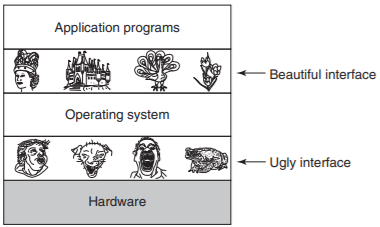 Application programs
Beautiful interface
Operating system
Ugly interface
Hardware